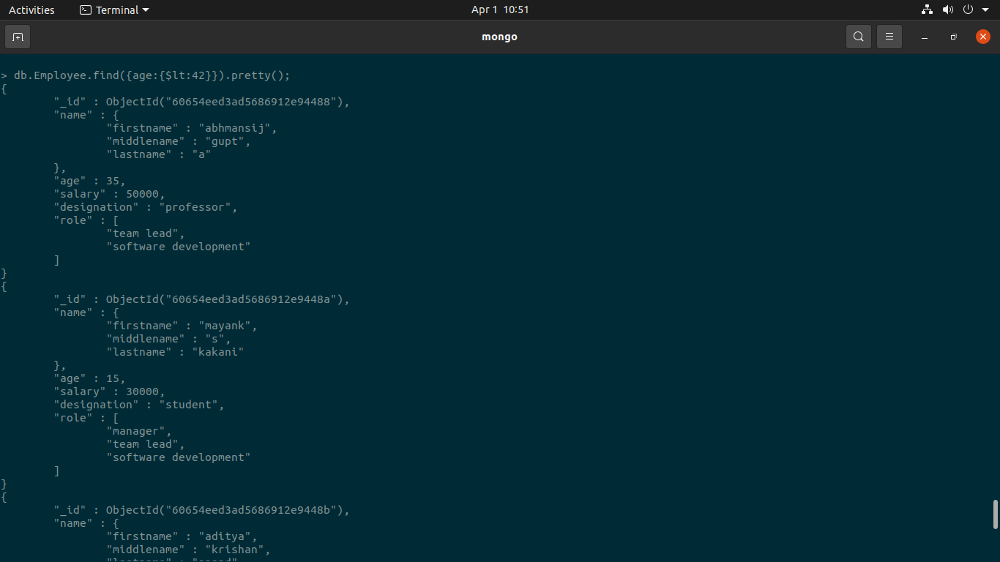 Activities Terminal Apr 1 10:51
mongo
> db.Employee.find({age:{$lt:42}}).pretty();
{
"_id" : ObjectId("60654eed3ad5686912e94488"),
"name" : {
"firstname" : "abhmansij",
"middlename" : "gupt",
"lastname" : "a"
},
"age" : 35,
"salary" : 50000,
"designation" : "professor",
"role" : [
"team lead",
"software development"
]
}
{
"_id" : ObjectId("60654eed3ad5686912e9448a"),
"name" : {
"firstname" : "mayank",
"middlename" : "s",
"lastname" : "kakani"
},
"age" : 15,
"salary" : 30000,
"designation" : "student",
"role" : [
"manager",
"team lead",
"software development"
]
}
{
"_id" : ObjectId("60654eed3ad5686912e9448b"),
"name" : {
"firstname" : "aditya",
"middlename" : "krishan",
"lastname" :